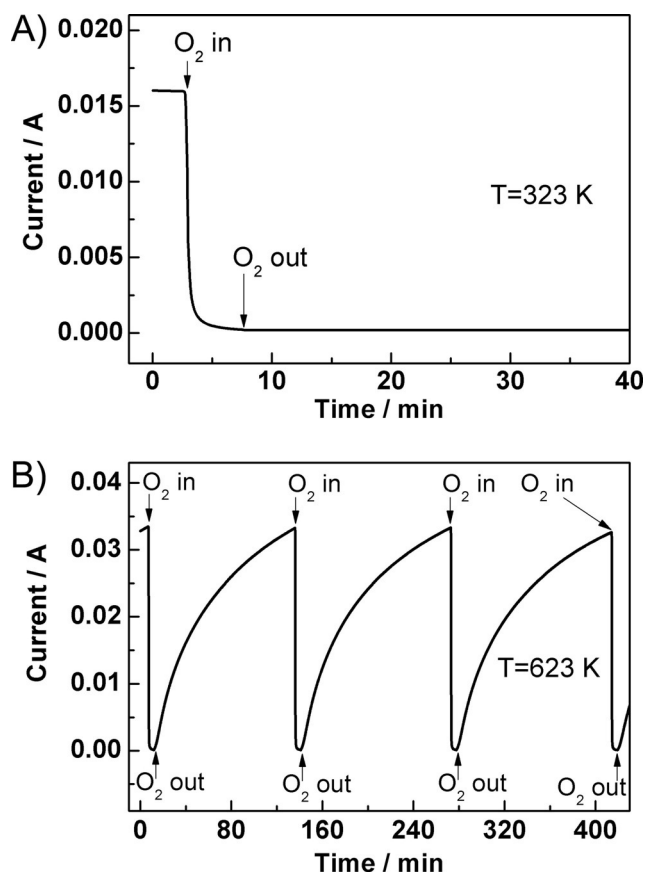 A)
0.020
0.015
0.010
0.005
0.000
Current / A
O₂ in
O₂ out
T=323 K
0 10 20 30 40
Time / min
B)
0.04
0.03
0.02
0.01
0.00
Current / A
O₂ in O₂ in O₂ in O₂ in
T=623 K
O₂ out O₂ out O₂ out O₂ out
0 80 160 240 320 400
Time / min